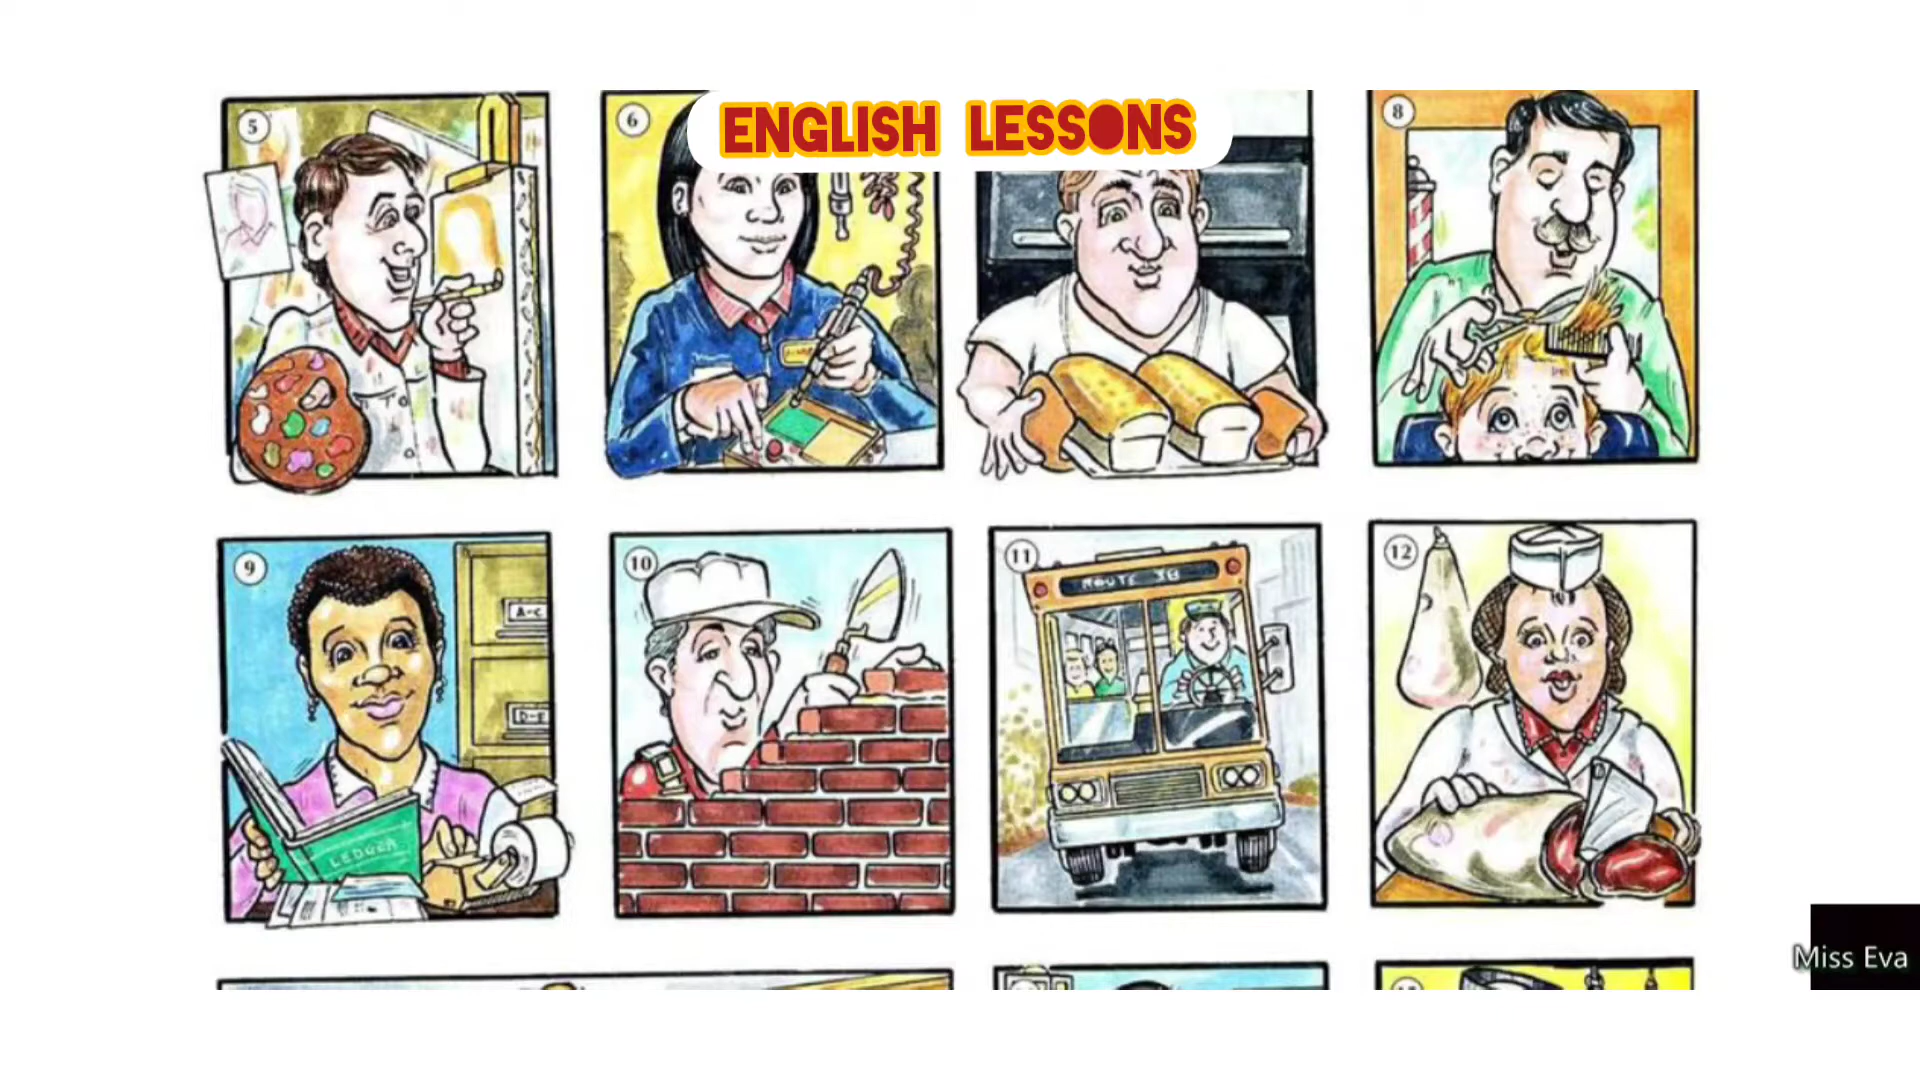 ENGLISH LESSONS
5
6
8
9
A-C
D-E
LEDGER
10
11
ROUTE 38
12
Miss Eva